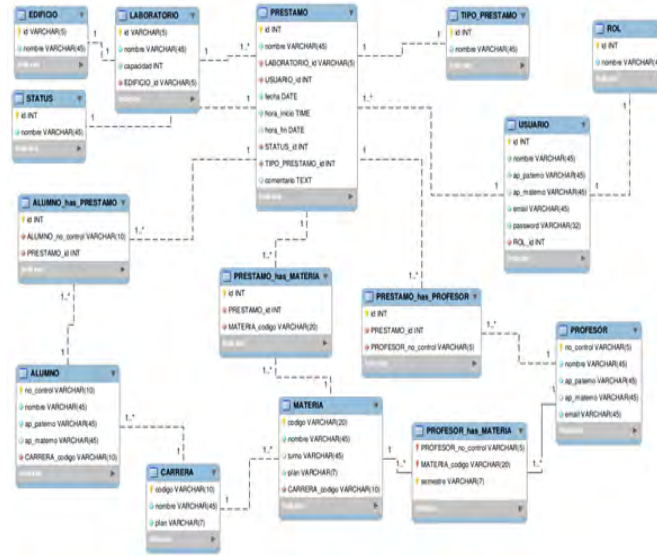 EDIFICIO
id VARCHAR(5)
nombre VARCHAR(45)
LABORATORIO
id VARCHAR(5)
nombre VARCHAR(45)
capacidad INT
EDIFICIO_id VARCHAR(5)
PRESTAMO
id INT
nombre VARCHAR(45)
LABORATORIO_id VARCHAR(5)
USUARIO_id INT
fecha DATE
hora_inicio TIME
hora_fin DATE
STATUS_id INT
TIPO_PRESTAMO_id INT
comentario TEXT
TIPO_PRESTAMO
id INT
nombre VARCHAR(45)
ROL
id INT
STATUS
id INT
nombre VARCHAR(45)
USUARIO
id INT
nombre VARCHAR(45)
ap_paterno VARCHAR(45)
ap_materno VARCHAR(45)
email VARCHAR(45)
password VARCHAR(32)
ROL_id INT
ALUMNO_has_PRESTAMO
id INT
ALUMNO_no_control VARCHAR(10)
PRESTAMO_id INT
PRESTAMO_has_MATERIA
id INT
PRESTAMO_id INT
MATERIA_codigo VARCHAR(20)
PRESTAMO_has_PROFESOR
id INT
PRESTAMO_id INT
PROFESOR_no_control VARCHAR(5)
PROFESOR
no_control VARCHAR(5)
nombre VARCHAR(45)
ap_paterno VARCHAR(45)
ap_materno VARCHAR(45)
email VARCHAR(45)
ALUMNO
no_control VARCHAR(10)
nombre VARCHAR(45)
ap_paterno VARCHAR(45)
ap_materno VARCHAR(45)
CARRERA_codigo VARCHAR(10)
MATERIA
codigo VARCHAR(20)
nombre VARCHAR(45)
turno VARCHAR(45)
plan VARCHAR(7)
CARRERA_codigo VARCHAR(10)
PROFESOR_has_MATERIA
PROFESOR_no_control VARCHAR(5)
MATERIA_codigo VARCHAR(20)
semestre VARCHAR(7)
CARRERA
codigo VARCHAR(10)
nombre VARCHAR(45)
plan VARCHAR(7)